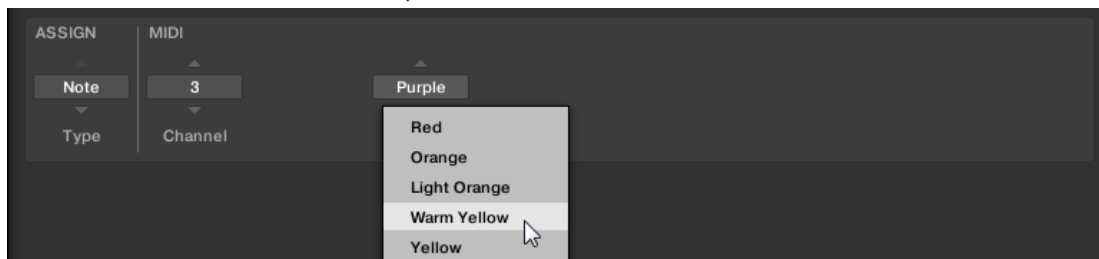 ASSIGN MIDI
Note 3 Purple
Type Channel
Red
Orange
Light Orange
Warm Yellow
Yellow